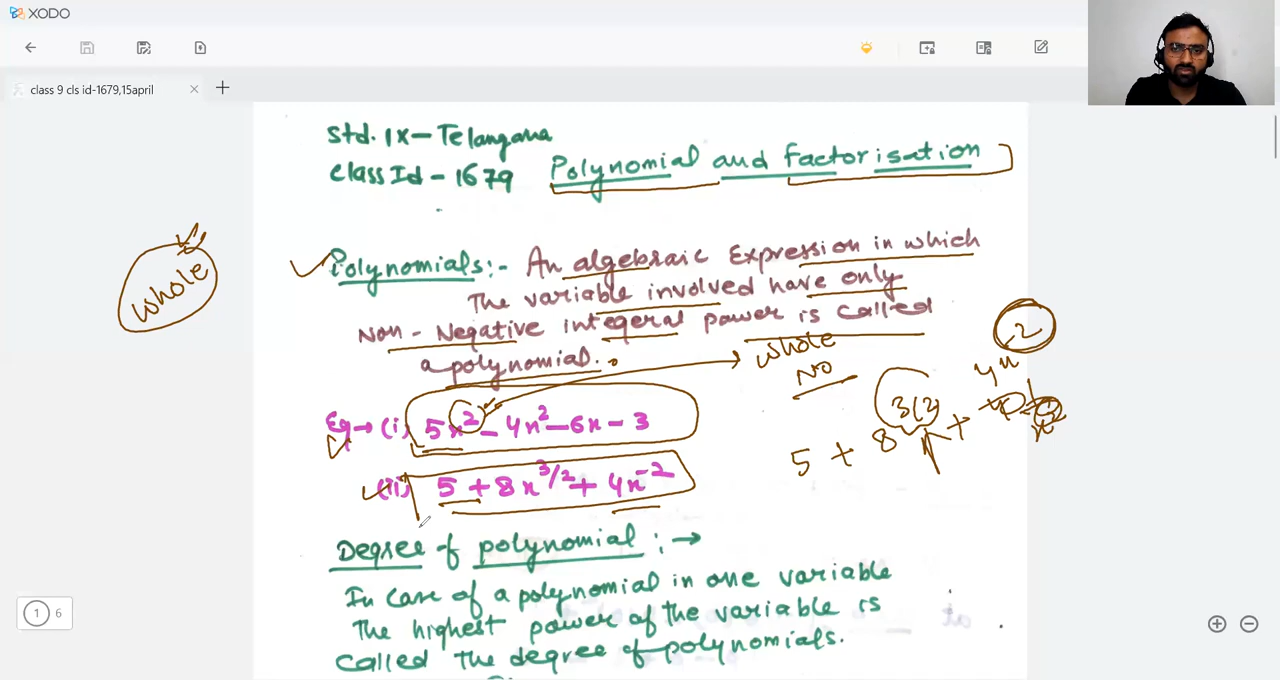 XODO
class 9 cls id-1679,15april
Std. IX - Telangana
Class Id - 1679 Polynomial and factorisation
whole
Polynomials:- An algebraic Expression in which
The variable involved have only
Non - Negative integeral power is called
a polynomial.
whole
No
-2
4x
Eg → (i) 5x² - 4x² - 6x - 3
5 + 8
(ii) 5 + 8x^3/2 + 4x^-2
Degree of polynomial : →
In case of a polynomial in one variable
The highest power of the variable is
called the degree of polynomials.
1 6